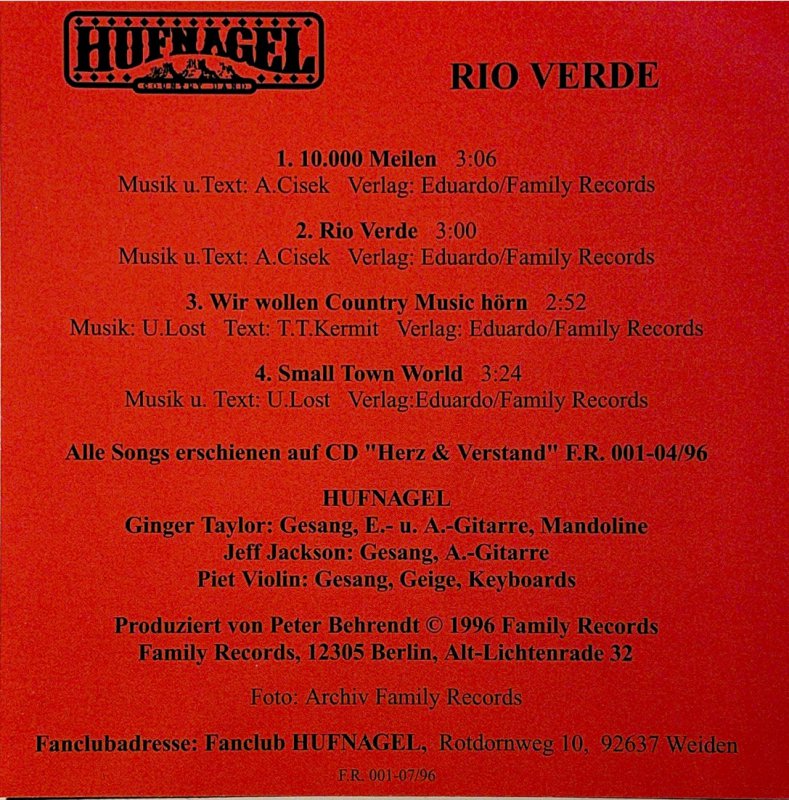 HUFNAGEL
COUNTRY BAND
RIO VERDE
1. 10.000 Meilen 3:06
Musik u.Text: A.Cisek Verlag: Eduardo/Family Records
2. Rio Verde 3:00
Musik u.Text: A.Cisek Verlag: Eduardo/Family Records
3. Wir wollen Country Music hörn 2:52
Musik: U.Lost Text: T.T.Kermit Verlag: Eduardo/Family Records
4. Small Town World 3:24
Musik u. Text: U.Lost Verlag:Eduardo/Family Records
Alle Songs erschienen auf CD "Herz & Verstand" F.R. 001-04/96
HUFNAGEL
Ginger Taylor: Gesang, E.- u. A.-Gitarre, Mandoline
Jeff Jackson: Gesang, A.-Gitarre
Piet Violin: Gesang, Geige, Keyboards
Produziert von Peter Behrendt © 1996 Family Records
Family Records, 12305 Berlin, Alt-Lichtenrade 32
Foto: Archiv Family Records
Fanclubadresse: Fanclub HUFNAGEL, Rotdornweg 10, 92637 Weiden
F.R. 001-07/96